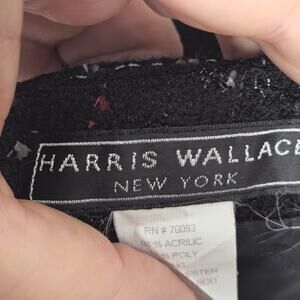 HARRIS WALLACE
NEW YORK
RN # 70093
% ACRILIC
% POLY